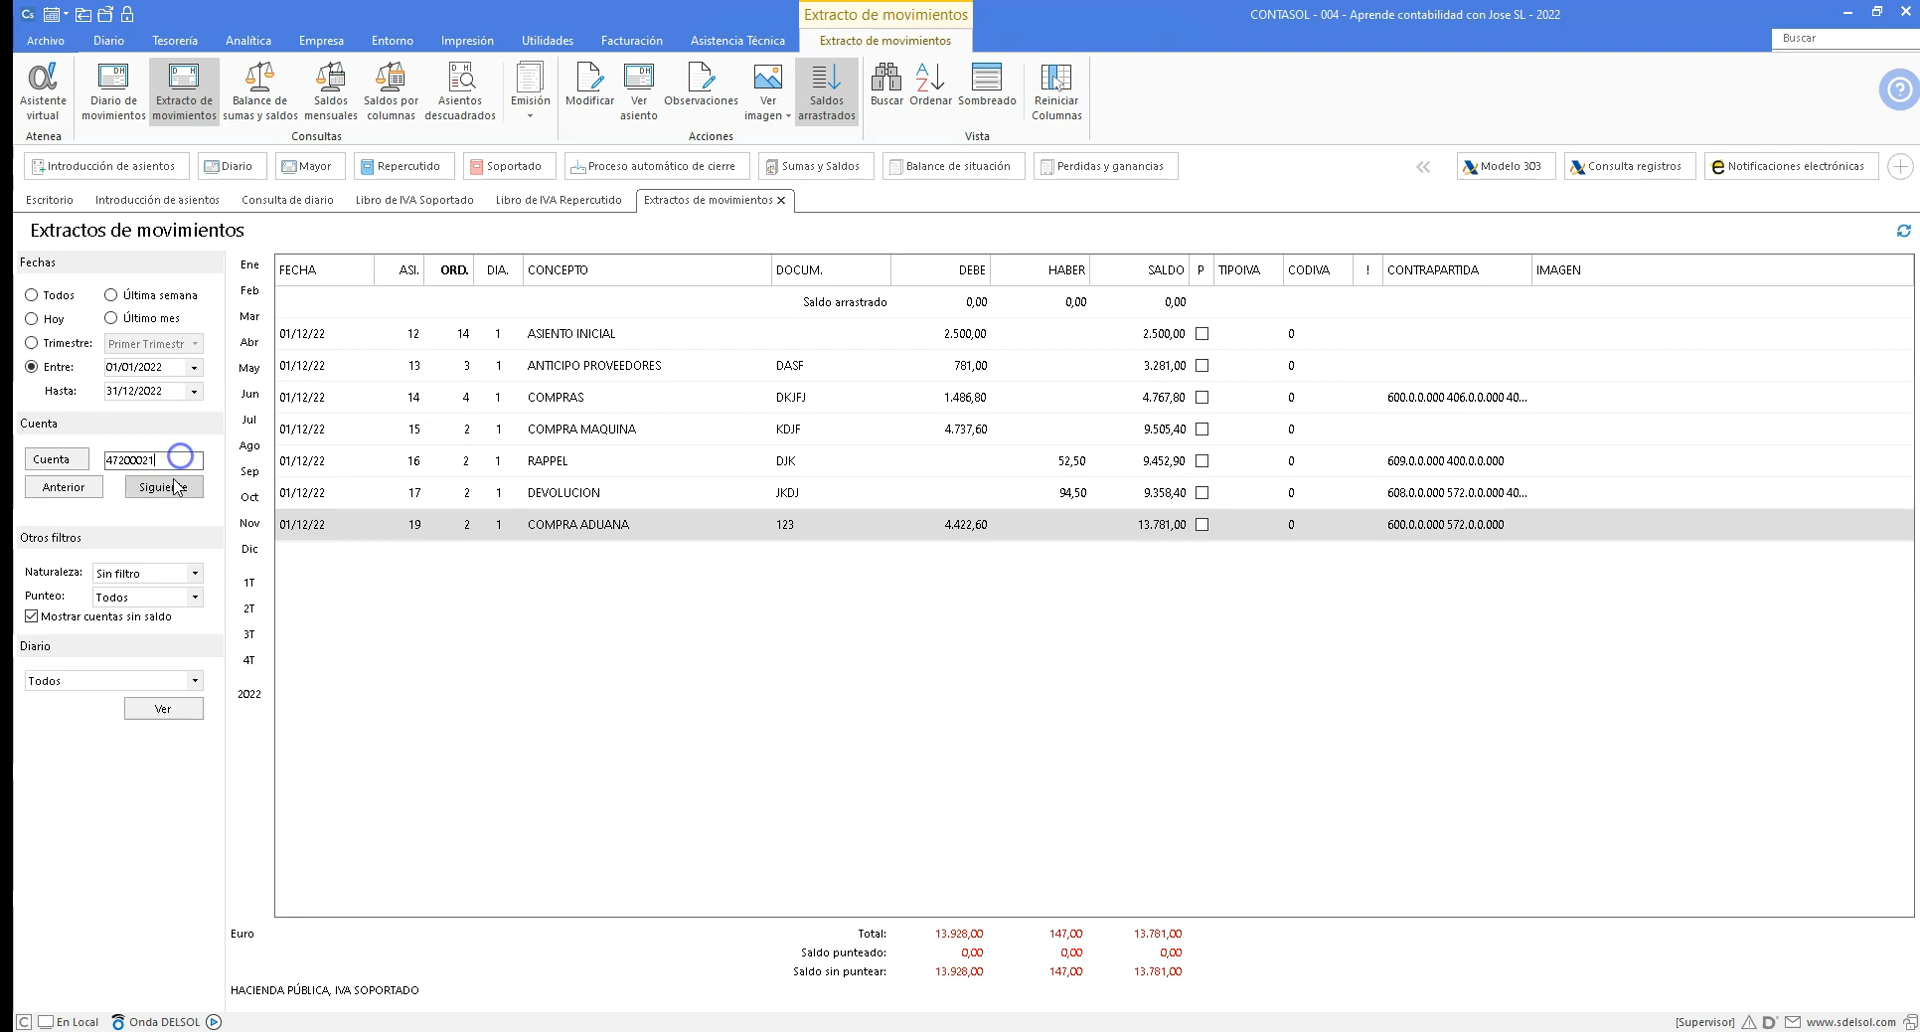 Cs
Extracto de movimientos
CONTASOL - 004 - Aprende contabilidad con Jose SL - 2022
Archivo Diario Tesorería Analítica Empresa Entorno Impresión Utilidades Facturación Asistencia Técnica Extracto de movimientos
Buscar
Asistente virtual
Diario de movimientos
Extracto de movimientos
Balance de sumas y saldos
Saldos mensuales
Saldos por columnas
Asientos descuadrados
Emisión
Modificar
Ver asiento
Observaciones
Ver imagen
Saldos arrastrados
Buscar
Ordenar
Sombreado
Reiniciar Columnas
Atenea Consultas Acciones Vista
Introducción de asientos Diario Mayor Repercutido Soportado Proceso automático de cierre Sumas y Saldos Balance de situación Perdidas y ganancias Modelo 303 Consulta registros Notificaciones electrónicas
Escritorio Introducción de asientos Consulta de diario Libro de IVA Soportado Libro de IVA Repercutido Extractos de movimientos
Extractos de movimientos
Fechas
Todos Última semana
Hoy Último mes
Trimestre: Primer Trimestr
Entre: 01/01/2022
Hasta: 31/12/2022
Cuenta
Cuenta 47200021
Anterior Siguie
Otros filtros
Naturaleza: Sin filtro
Punteo: Todos
Mostrar cuentas sin saldo
Diario
Todos
Ver
Ene
Feb
Mar
Abr
May
Jun
Jul
Ago
Sep
Oct
Nov
Dic
1T
2T
3T
4T
2022
FECHA ASI. ORD. DIA. CONCEPTO DOCUM. DEBE HABER SALDO P TIPOIVA CODIVA ! CONTRAPARTIDA IMAGEN
Saldo arrastrado 0,00 0,00 0,00
01/12/22 12 14 1 ASIENTO INICIAL 2.500,00 2.500,00 0
01/12/22 13 3 1 ANTICIPO PROVEEDORES DASF 781,00 3.281,00 0
01/12/22 14 4 1 COMPRAS DKJFJ 1.486,80 4.767,80 0 600.0.0.000 406.0.0.000 40...
01/12/22 15 2 1 COMPRA MAQUINA KDJF 4.737,60 9.505,40 0
01/12/22 16 2 1 RAPPEL DJK 52,50 9.452,90 0 609.0.0.000 400.0.0.000
01/12/22 17 2 1 DEVOLUCION JKDJ 94,50 9.358,40 0 608.0.0.000 572.0.0.000 40...
01/12/22 19 2 1 COMPRA ADUANA 123 4.422,60 13.781,00 0 600.0.0.000 572.0.0.000
Euro Total: 13.928,00 147,00 13.781,00
Saldo punteado: 0,00 0,00 0,00
Saldo sin puntear: 13.928,00 147,00 13.781,00
HACIENDA PÚBLICA, IVA SOPORTADO
En Local Onda DELSOL [Supervisor] www.sdelsol.com